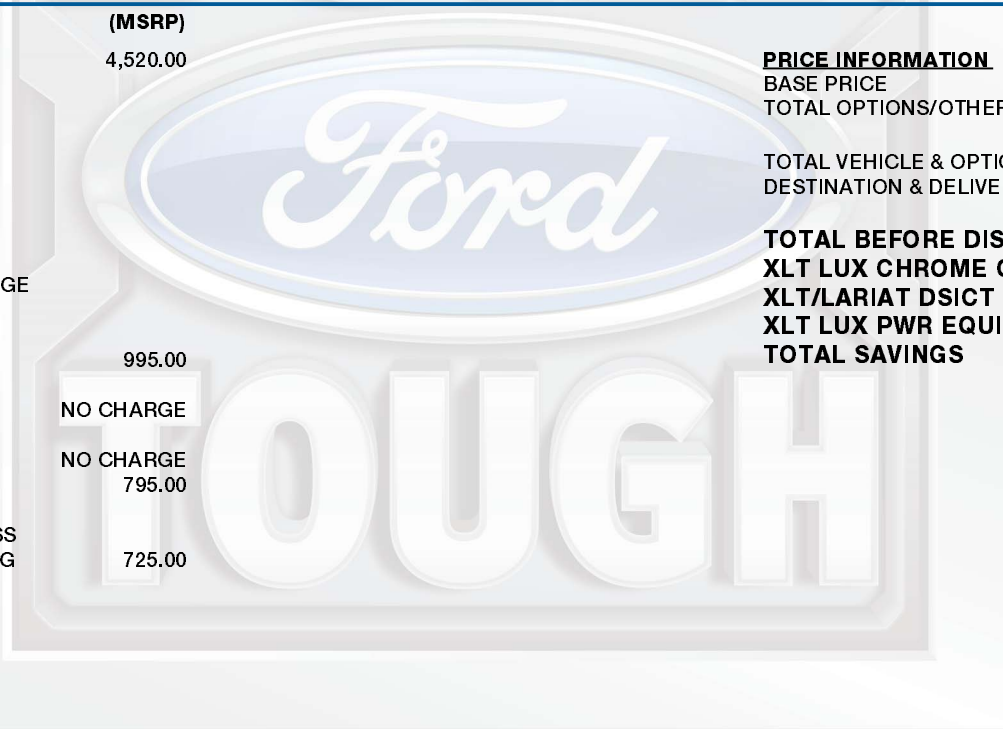 (MSRP)
4,520.00
GE
995.00
NO CHARGE
NO CHARGE
795.00
SS
G 725.00
PRICE INFORMATION
BASE PRICE
TOTAL OPTIONS/OTHER
TOTAL VEHICLE & OPTIO
DESTINATION & DELIVE
TOTAL BEFORE DIS
XLT LUX CHROME C
XLT/LARIAT DSICT
XLT LUX PWR EQUI
TOTAL SAVINGS
Ford
TOUGH